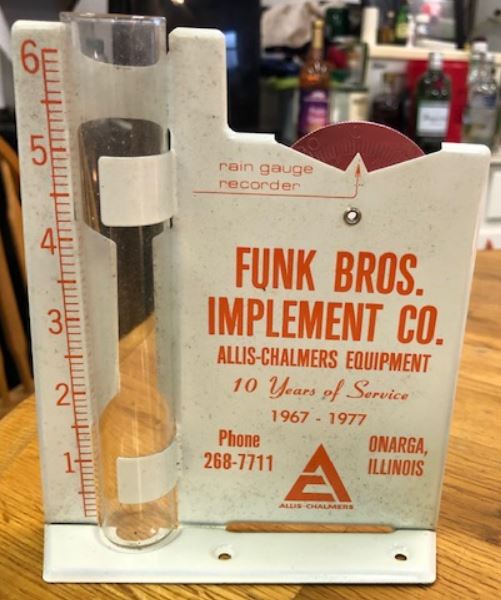 6
5
4
3
2
1
rain gauge
recorder
FUNK BROS.
IMPLEMENT CO.
ALLIS-CHALMERS EQUIPMENT
10 Years of Service
1967 - 1977
Phone
268-7711
ONARGA,
ILLINOIS
A
ALLIS-CHALMERS